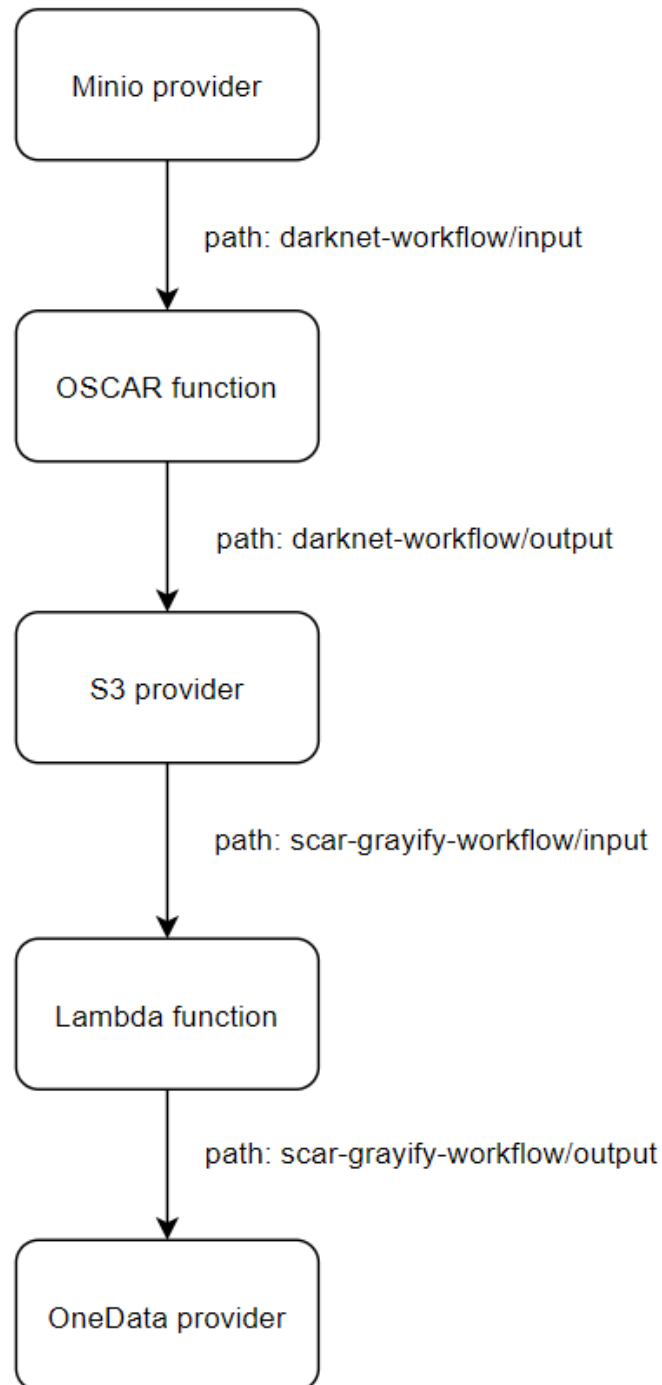 Minio provider
path: darknet-workflow/input
OSCAR function
path: darknet-workflow/output
S3 provider
path: scar-grayify-workflow/input
Lambda function
path: scar-grayify-workflow/output
OneData provider